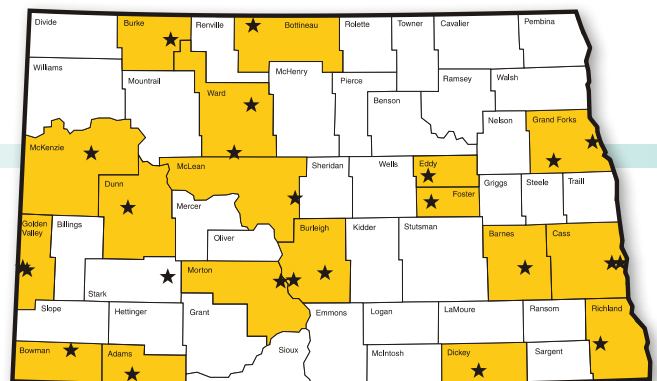 Divide
Burke
Renville
Bottineau
Rolette
Towner
Cavalier
Pembina
Williams
Mountrail
Ward
McHenry
Pierce
Benson
Ramsey
Walsh
Nelson
Grand Forks
McKenzie
Dunn
McLean
Mercer
Oliver
Sheridan
Wells
Eddy
Foster
Griggs
Steele
Traill
Golden
Valley
Billings
Stark
Morton
Burleigh
Kidder
Stutsman
Barnes
Cass
Slope
Hettinger
Grant
Sioux
Emmons
Logan
LaMoure
Ransom
Richland
Bowman
Adams
McIntosh
Dickey
Sargent